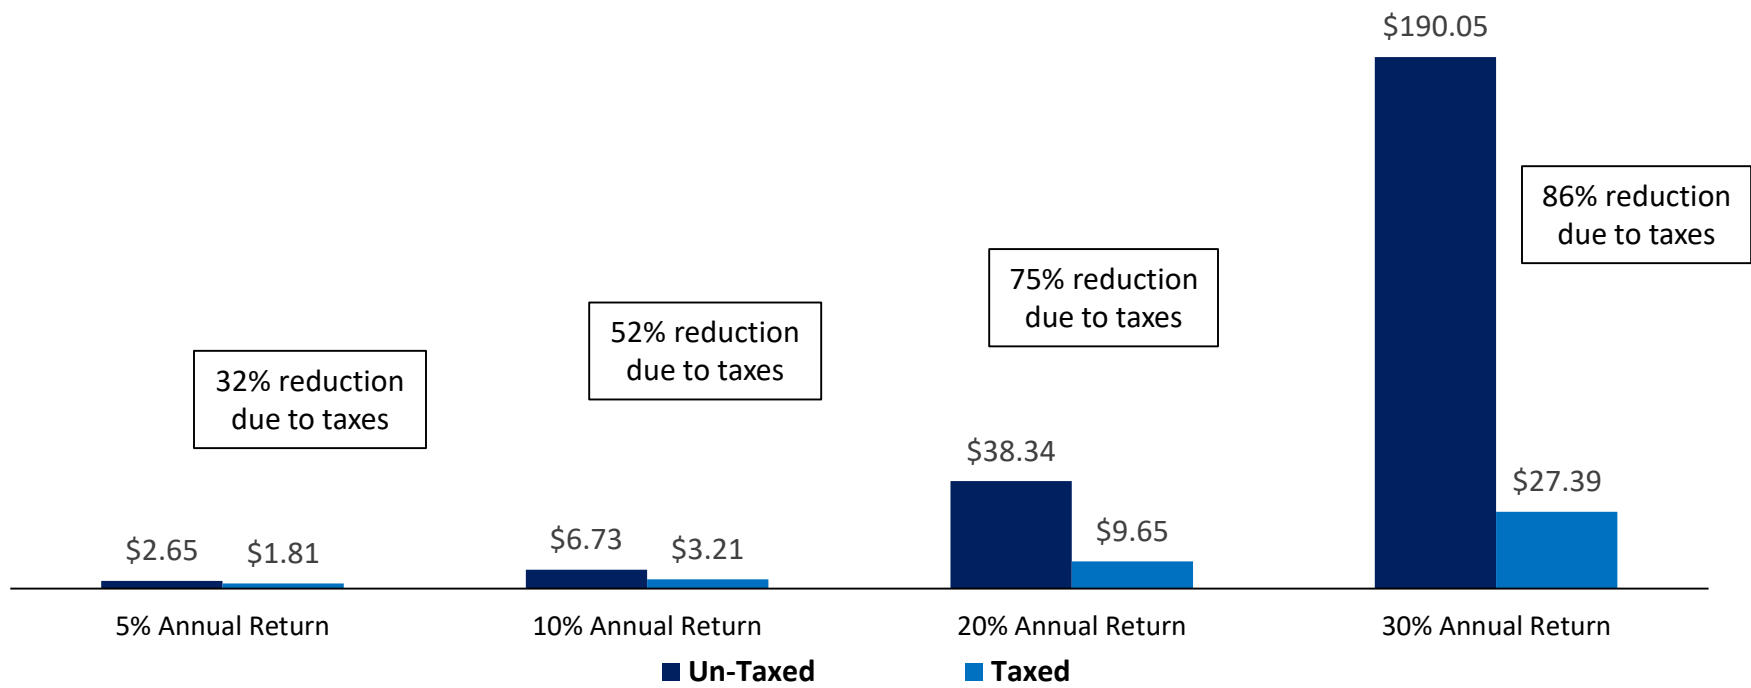 $190.05
86% reduction
due to taxes
75% reduction
due to taxes
52% reduction
due to taxes
32% reduction
due to taxes
$38.34
$27.39
$2.65
$1.81
$6.73
$3.21
$9.65
5% Annual Return
10% Annual Return
20% Annual Return
30% Annual Return
Un-Taxed
Taxed